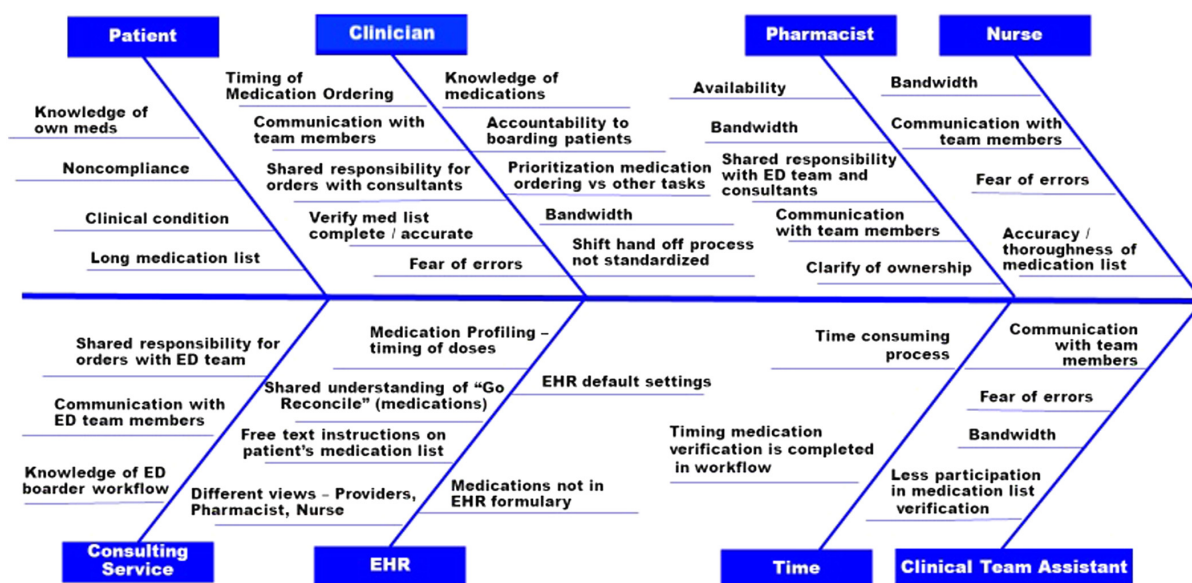 Patient
Clinician
Pharmacist
Nurse
Knowledge of
own meds
Noncompliance
Clinical condition
Long medication list
Timing of
Medication Ordering
Communication with
team members
Shared responsibility for
orders with consultants
Verify med list
complete / accurate
Fear of errors
Knowledge of
medications
Accountability to
boarding patients
Prioritization medication
ordering vs other tasks
Bandwidth
Shift hand off process
not standardized
Availability
Bandwidth
Shared responsibility
with ED team and
consultants
Communication
with team members
Clarify of ownership
Bandwidth
Communication with
team members
Fear of errors
Accuracy /
thoroughness of
medication list
Shared responsibility for
orders with ED team
Communication with
ED team members
Knowledge of ED
boarder workflow
Medication Profiling –
timing of doses
Shared understanding of “Go
Reconcile” (medications)
Free text instructions on
patient’s medication list
Different views – Providers,
Pharmacist, Nurse
EHR default settings
Medications not in
EHR formulary
Time consuming
process
Timing medication
verification is completed
in workflow
Communication
with team
members
Fear of errors
Bandwidth
Less participation
in medication list
verification
Consulting
Service
EHR
Time
Clinical Team Assistant